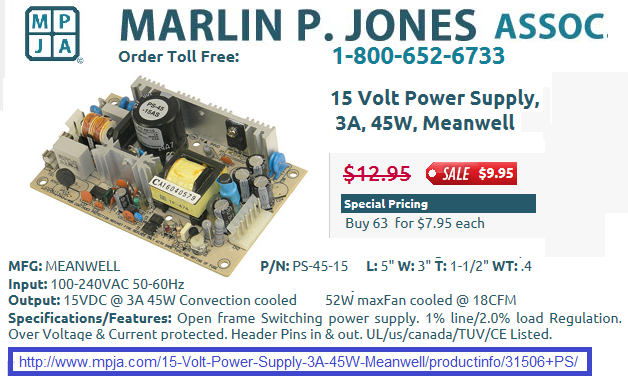 MP
JA
MARLIN P. JONES ASSOC.
Order Toll Free: 1-800-652-6733
15 Volt Power Supply,
3A, 45W, Meanwell
$12.95 SALE $9.95
Special Pricing
Buy 63 for $7.95 each
PS-45
-15AS
CA16040579
MFG: MEANWELL P/N: PS-45-15 L: 5" W: 3" T: 1-1/2" WT: .4
Input: 100-240VAC 50-60Hz
Output: 15VDC @ 3A 45W Convection cooled 52W maxFan cooled @ 18CFM
Specifications/Features: Open frame Switching power supply. 1% line/2.0% load Regulation.
Over Voltage & Current protected. Header Pins in & out. UL/us/canada/TUV/CE Listed.
http://www.mpja.com/15-Volt-Power-Supply-3A-45W-Meanwell/productinfo/31506+PS/